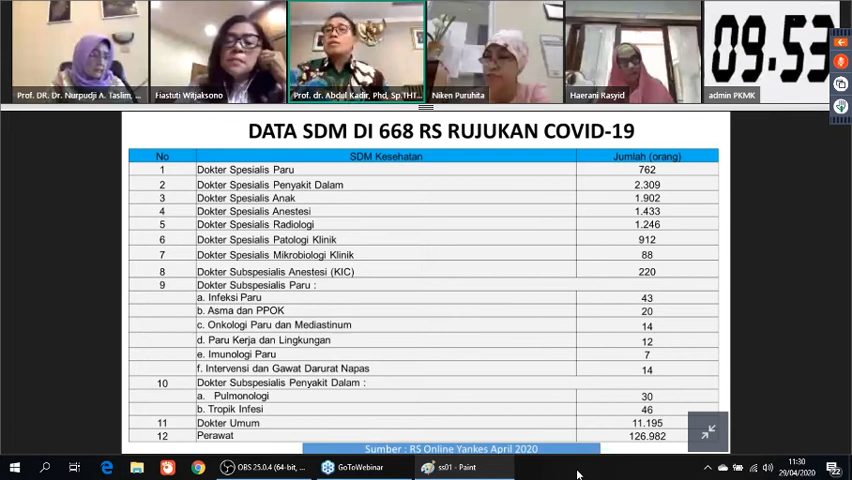 09.53
Prof. DR. Dr. Nurpudji A. Taslim, ...
Hastuti Witjaksono
Prof. dr. Abdul Kadir, Phd, Sp.THT...
Niken Puruhita
Haerani Rasyid
admin PKMK
DATA SDM DI 668 RS RUJUKAN COVID-19
No SDM Kesehatan Jumlah (orang)
1 Dokter Spesialis Paru 762
2 Dokter Spesialis Penyakit Dalam 2.309
3 Dokter Spesialis Anak 1.902
4 Dokter Spesialis Anestesi 1.433
5 Dokter Spesialis Radiologi 1.246
6 Dokter Spesialis Patologi Klinik 912
7 Dokter Spesialis Mikrobiologi Klinik 88
8 Dokter Subspesialis Anestesi (KIC) 220
9 Dokter Subspesialis Paru :
a. Infeksi Paru 43
b. Asma dan PPOK 20
c. Onkologi Paru dan Mediastinum 14
d. Paru Kerja dan Lingkungan 12
e. Imunologi Paru 7
f. Intervensi dan Gawat Darurat Napas 14
10 Dokter Subspesialis Penyakit Dalam :
a. Pulmonologi 30
b. Tropik Infesi 46
11 Dokter Umum 11.195
12 Perawat 126.982
Sumber : RS Online Yankes April 2020
OBS 25.0.4 (64-bit, ...
GoToWebinar
ss01 - Paint
11:30
29/04/2020
22